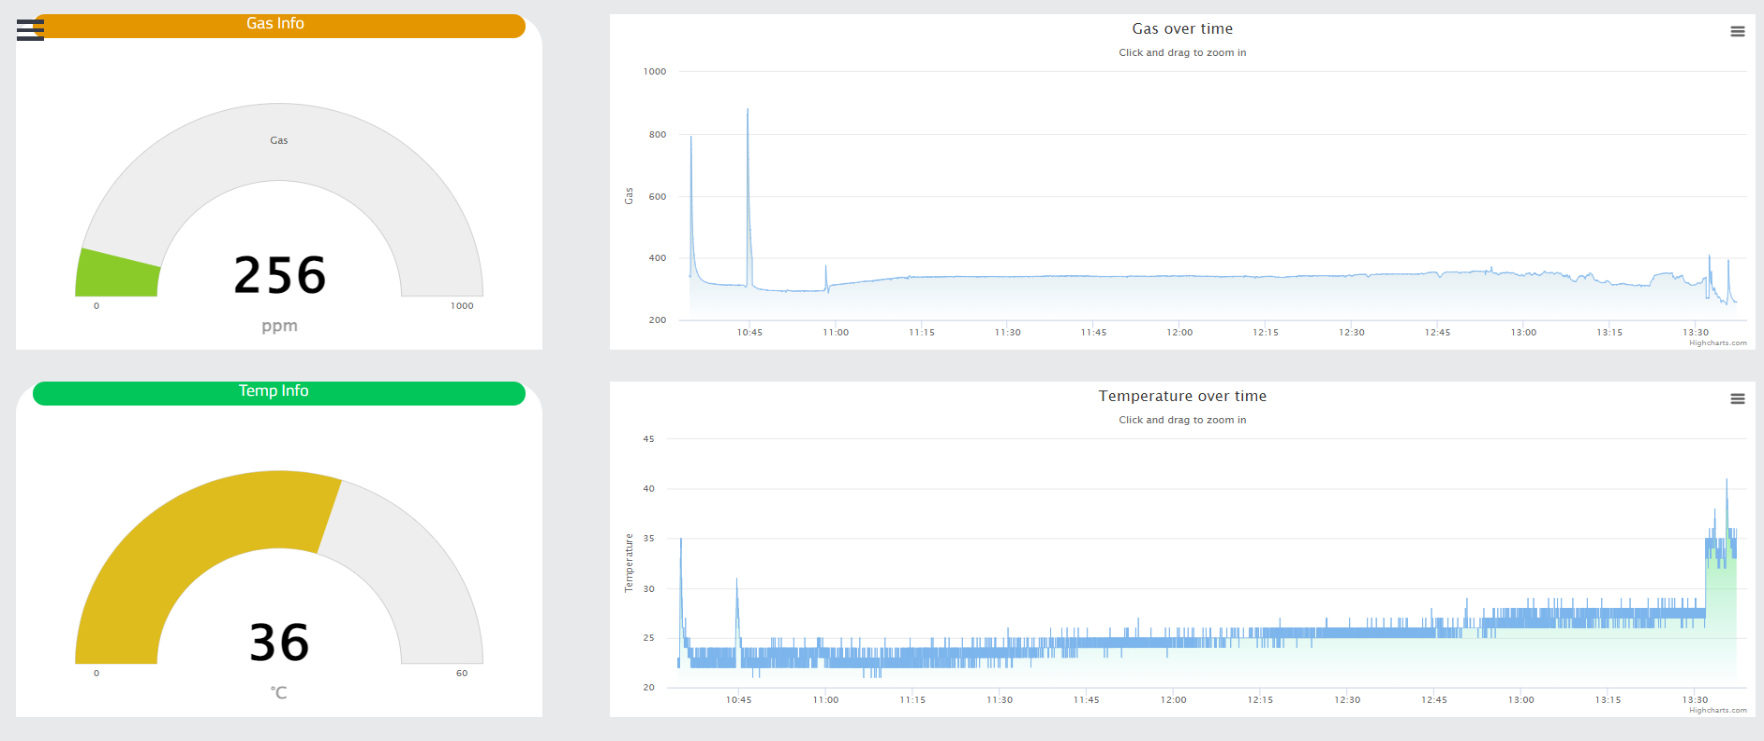 Gas Info
Gas
256
0 1000
ppm
Gas over time
Click and drag to zoom in
Gas
1000
800
600
400
200
10:45 11:00 11:15 11:30 11:45 12:00 12:15 12:30 12:45 13:00 13:15 13:30
Highcharts.com
Temp Info
36
0 60
°C
Temperature over time
Click and drag to zoom in
Temperature
45
40
35
30
25
20
10:45 11:00 11:15 11:30 11:45 12:00 12:15 12:30 12:45 13:00 13:15 13:30
Highcharts.com